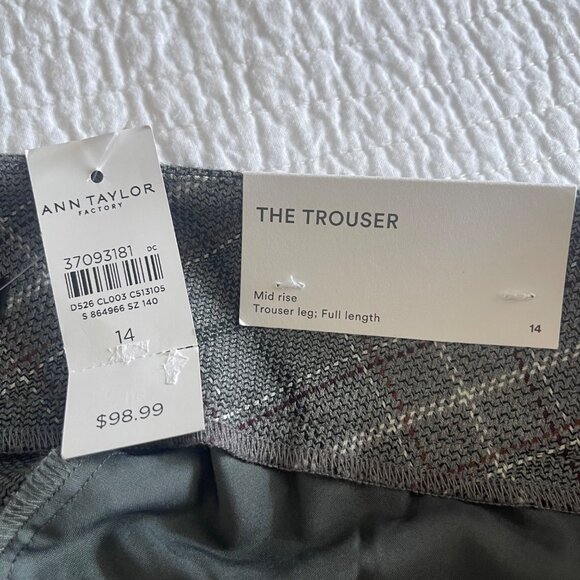 ANN TAYLOR
FACTORY
37093181 DC
D526 CL003 C513105
S 864966 SZ 140
14
$98.99
THE TROUSER
Mid rise
Trouser leg; Full length
14